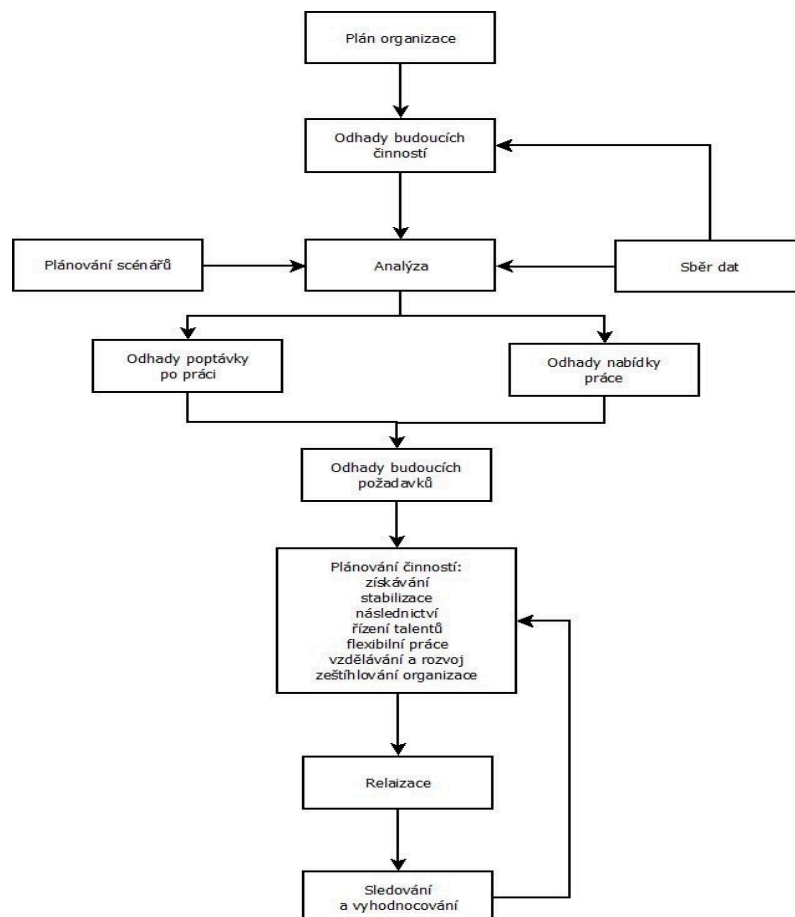 Plán organizace
Odhady budoucích
činností
Plánování scénářů
Analýza
Sběr dat
Odhady poptávky
po práci
Odhady nabídky
práce
Odhady budoucích
požadavků
Plánování činností:
získávání
stabilizace
následnictví
řízení talentů
flexibilní práce
vzdělávání a rozvoj
zeštíhlování organizace
Relaizace
Sledování
a vyhodnocování